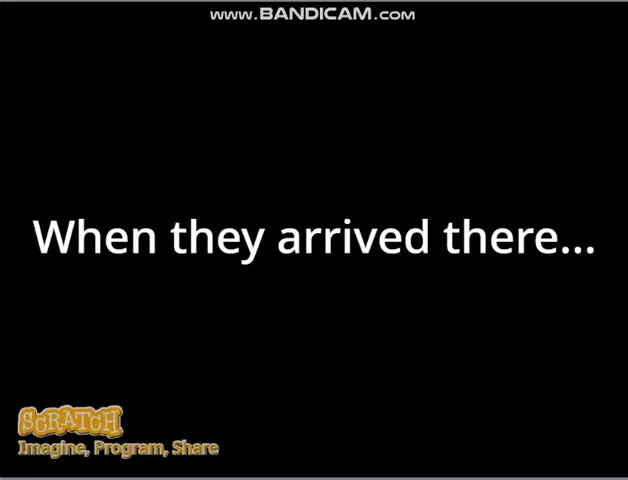 www.BANDICAM.com
When they arrived there...
SCRATCH
Imagine, Program, Share